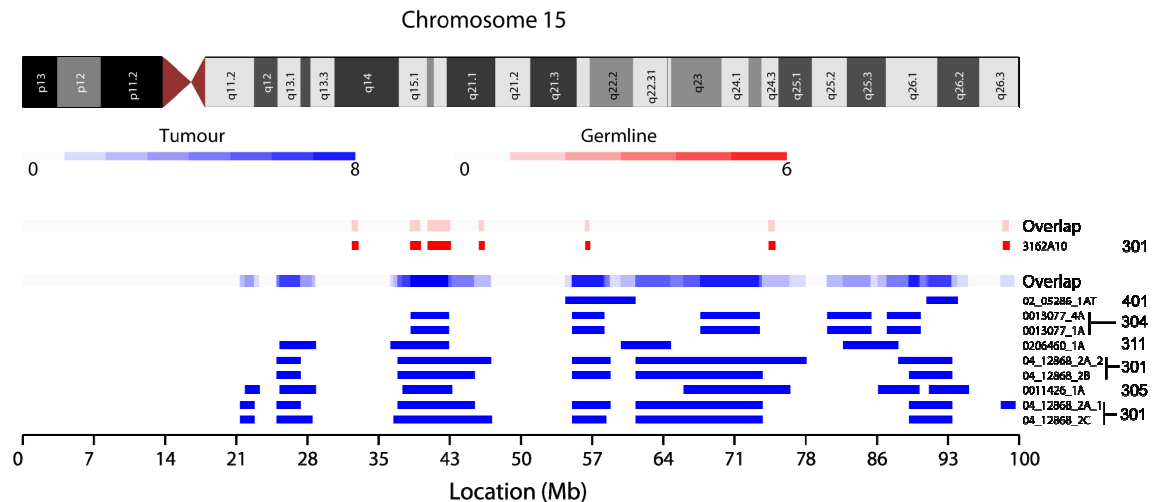 Chromosome 15
p13 p12 p11.2 q11.2 q12 q13.1 q13.3 q14 q15.1 q21.1 q21.2 q21.3 q22.2 q22.31 q23 q24.1 q24.3 q25.1 q25.2 q25.3 q26.1 q26.2 q26.3
Tumour Germline
0 8 0 6
Overlap
3162A10 301
Overlap
02_05286_1AT 401
0013077_4A
304
0013077_1A
0206460_1A 311
04_12868_2A_2
301
04_12868_2B
0011426_1A 305
04_12868_2A_1
301
04_12868_2C
0 7 14 21 28 35 43 50 57 64 71 78 86 93 100
Location (Mb)